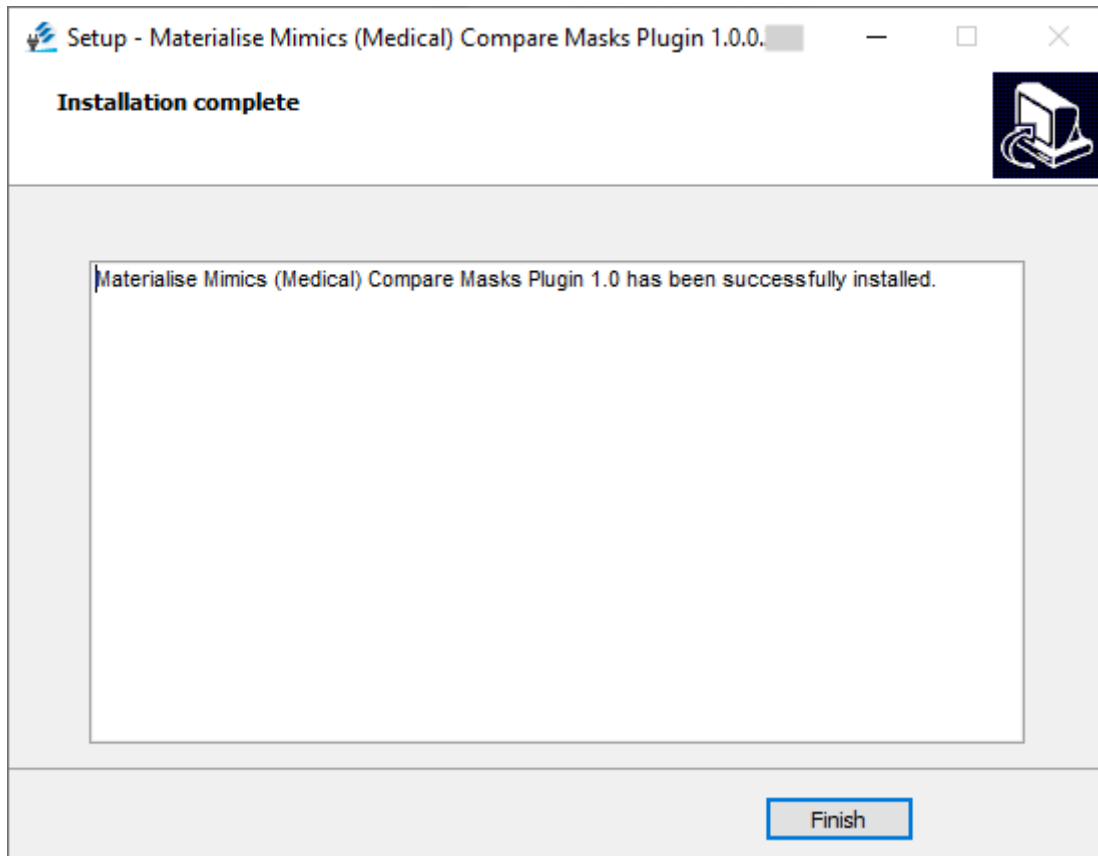 Setup - Materialise Mimics (Medical) Compare Masks Plugin 1.0.0.
Installation complete
Materialise Mimics (Medical) Compare Masks Plugin 1.0 has been successfully installed.
Finish